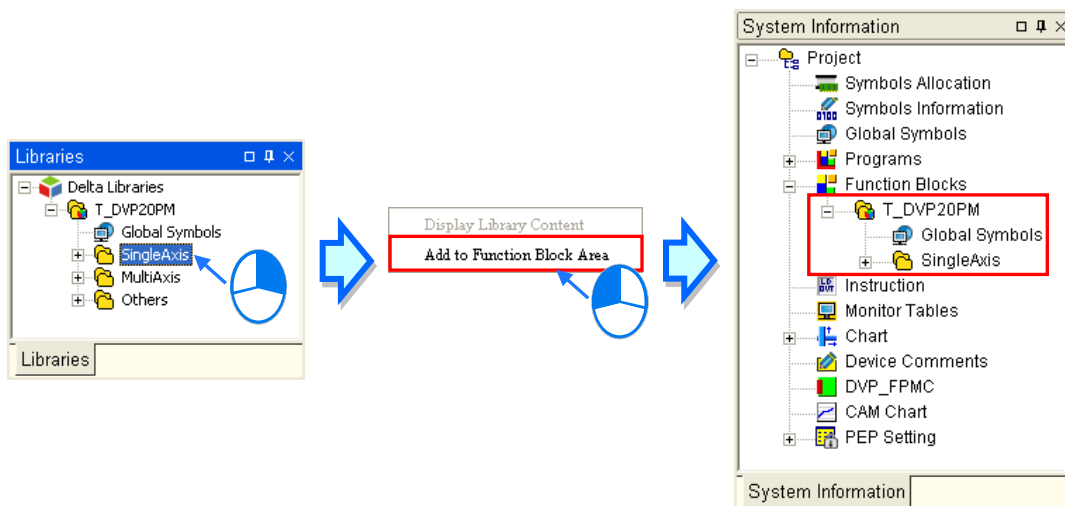 Libraries
Delta Libraries
T_DVP20PM
Global Symbols
SingleAxis
MultiAxis
Others
Libraries
Display Library Content
Add to Function Block Area
System Information
Project
Symbols Allocation
Symbols Information
Global Symbols
Programs
Function Blocks
T_DVP20PM
Global Symbols
SingleAxis
Instruction
Monitor Tables
Chart
Device Comments
DVP_FPMC
CAM Chart
PEP Setting
System Information